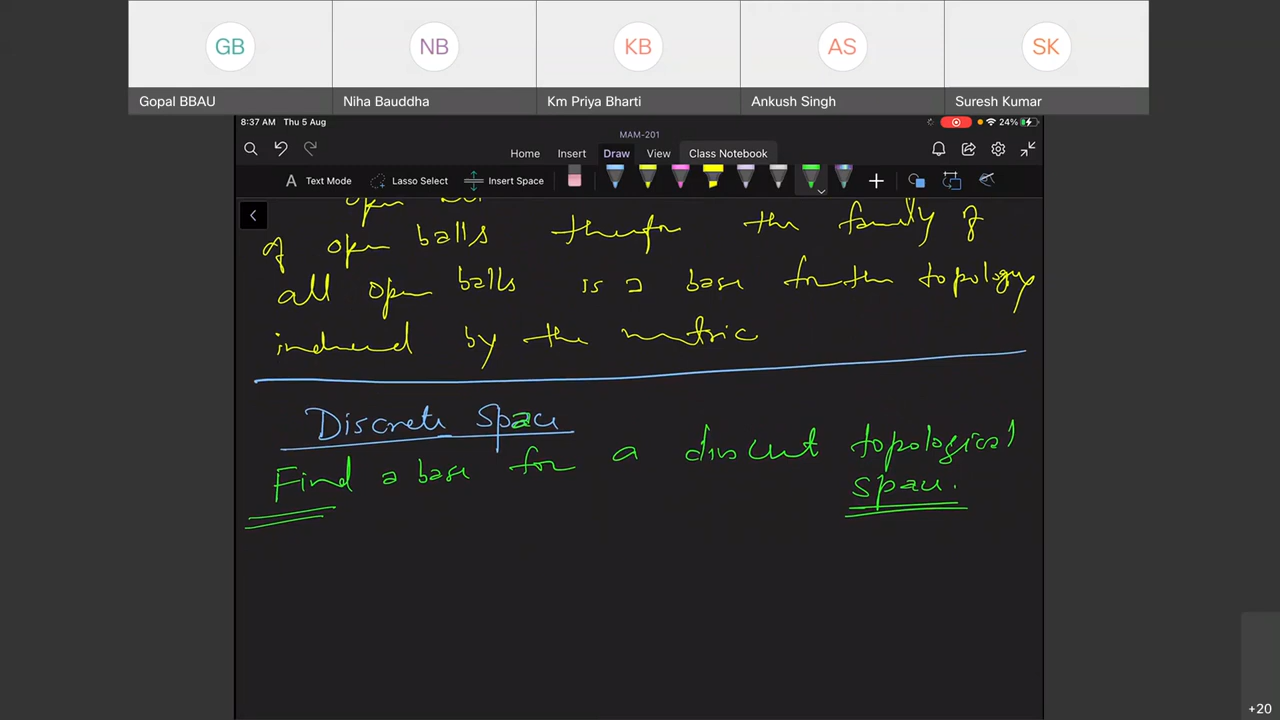 GB NB KB AS SK
Gopal BBAU Niha Bauddha Km Priya Bharti Ankush Singh Suresh Kumar
8:37 AM Thu 5 Aug 24%
MAM-201
Home Insert Draw View Class Notebook
A Text Mode Lasso Select Insert Space
open
of open balls therefor the family of
all open balls is a base for the topology
induced by the metric
Discrete Space
Find a base for a discrete topological
space.
+20